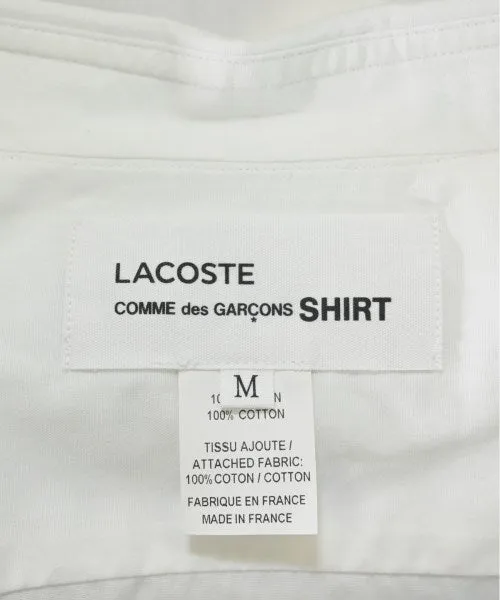 LACOSTE
COMME des GARÇONS SHIRT
M
100% COTTON
TISSU AJOUTE /
ATTACHED FABRIC:
100% COTON / COTTON
FABRIQUE EN FRANCE
MADE IN FRANCE